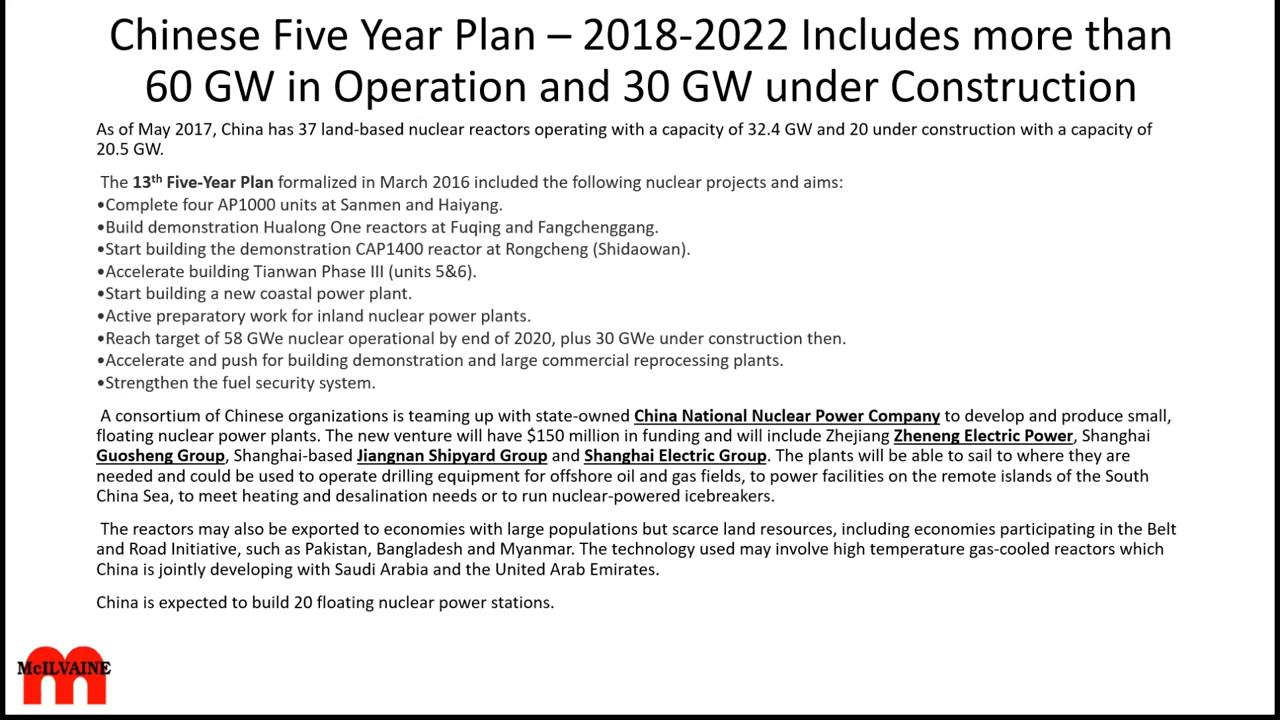 Chinese Five Year Plan – 2018-2022 Includes more than
60 GW in Operation and 30 GW under Construction
As of May 2017, China has 37 land-based nuclear reactors operating with a capacity of 32.4 GW and 20 under construction with a capacity of
20.5 GW.
The 13th Five-Year Plan formalized in March 2016 included the following nuclear projects and aims:
•Complete four AP1000 units at Sanmen and Haiyang.
•Build demonstration Hualong One reactors at Fuqing and Fangchenggang.
•Start building the demonstration CAP1400 reactor at Rongcheng (Shidaowan).
•Accelerate building Tianwan Phase III (units 5&6).
•Start building a new coastal power plant.
•Active preparatory work for inland nuclear power plants.
•Reach target of 58 GWe nuclear operational by end of 2020, plus 30 GWe under construction then.
•Accelerate and push for building demonstration and large commercial reprocessing plants.
•Strengthen the fuel security system.
A consortium of Chinese organizations is teaming up with state-owned China National Nuclear Power Company to develop and produce small,
floating nuclear power plants. The new venture will have $150 million in funding and will include Zhejiang Zheneng Electric Power, Shanghai
Guosheng Group, Shanghai-based Jiangnan Shipyard Group and Shanghai Electric Group. The plants will be able to sail to where they are
needed and could be used to operate drilling equipment for offshore oil and gas fields, to power facilities on the remote islands of the South
China Sea, to meet heating and desalination needs or to run nuclear-powered icebreakers.
The reactors may also be exported to economies with large populations but scarce land resources, including economies participating in the Belt
and Road Initiative, such as Pakistan, Bangladesh and Myanmar. The technology used may involve high temperature gas-cooled reactors which
China is jointly developing with Saudi Arabia and the United Arab Emirates.
China is expected to build 20 floating nuclear power stations.
McILVAINE